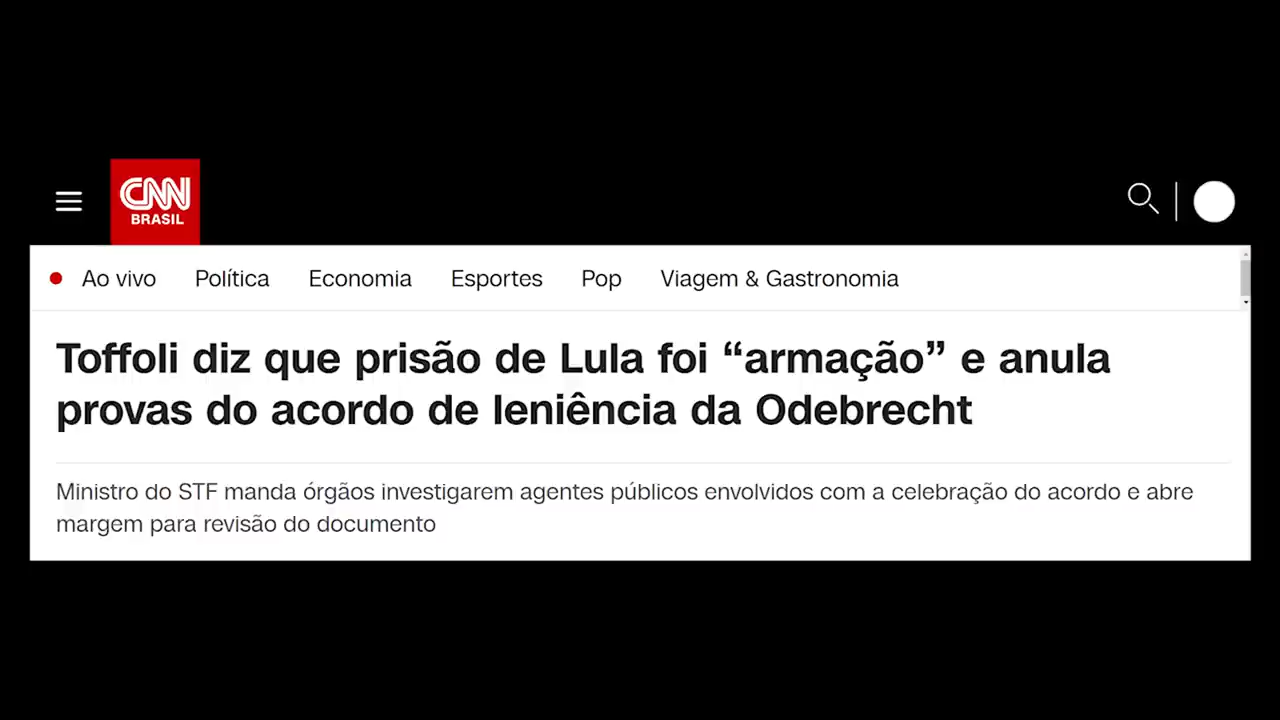 CNN
BRASIL
Ao vivo Política Economia Esportes Pop Viagem & Gastronomia
Toffoli diz que prisão de Lula foi “armação” e anula
provas do acordo de leniência da Odebrecht
Ministro do STF manda órgãos investigarem agentes públicos envolvidos com a celebração do acordo e abre
margem para revisão do documento